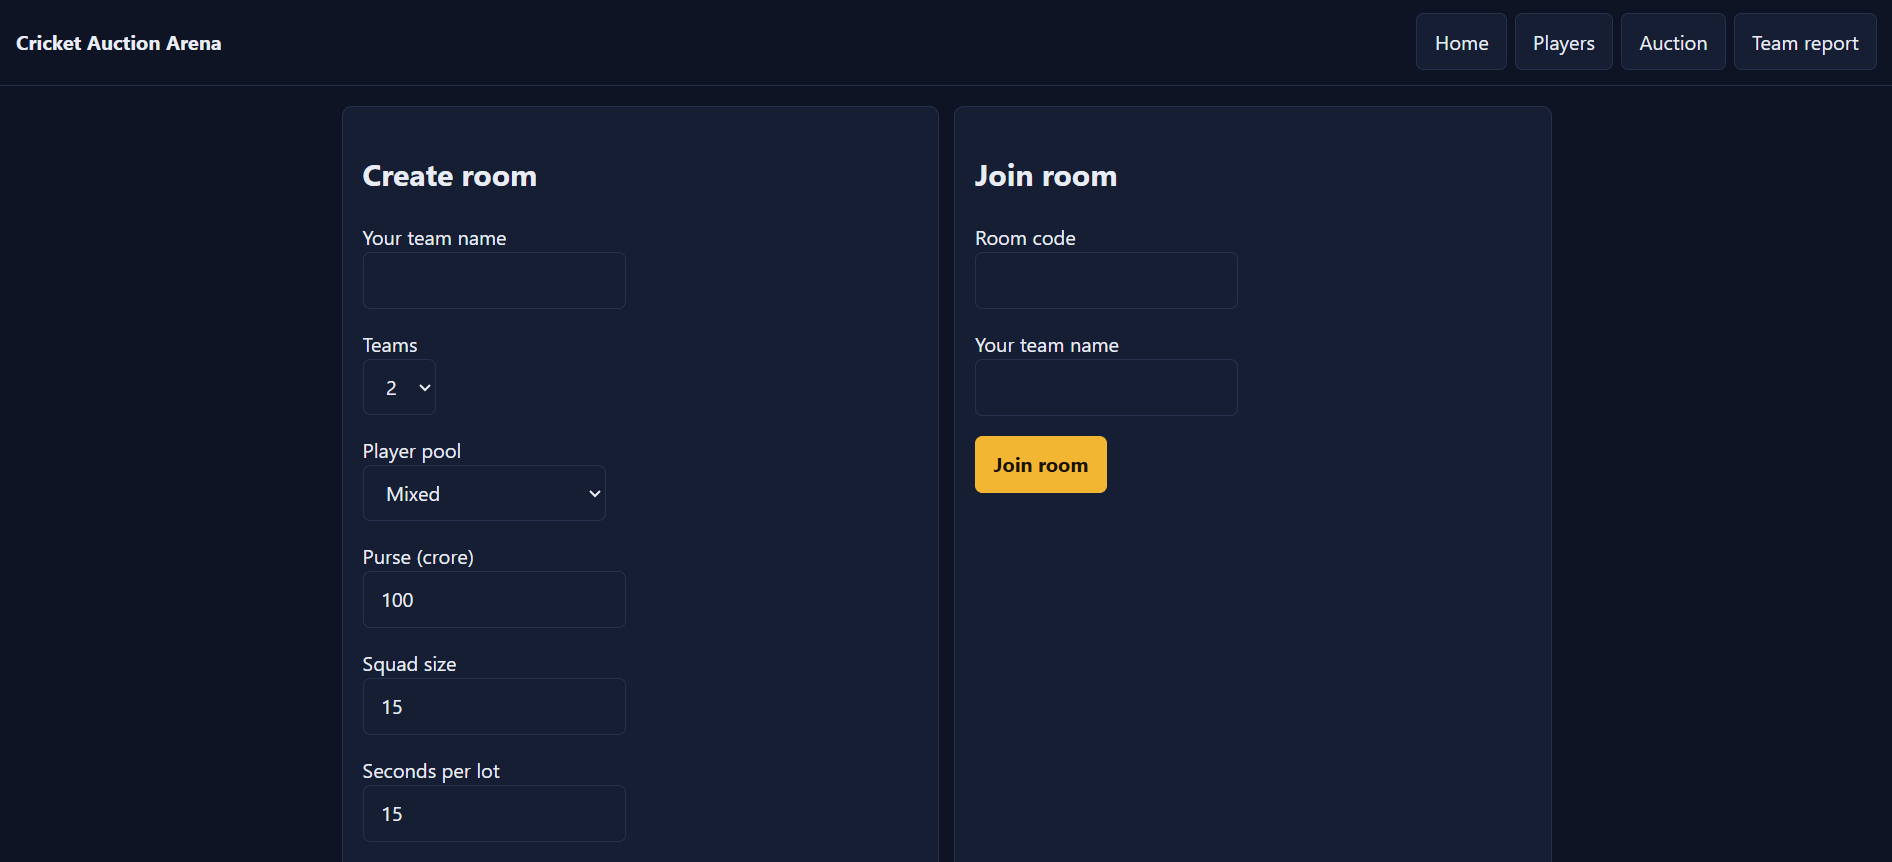 Cricket Auction Arena
Home
Players
Auction
Team report
Create room
Your team name
Teams
2
Player pool
Mixed
Purse (crore)
100
Squad size
15
Seconds per lot
15
Join room
Room code
Your team name
Join room